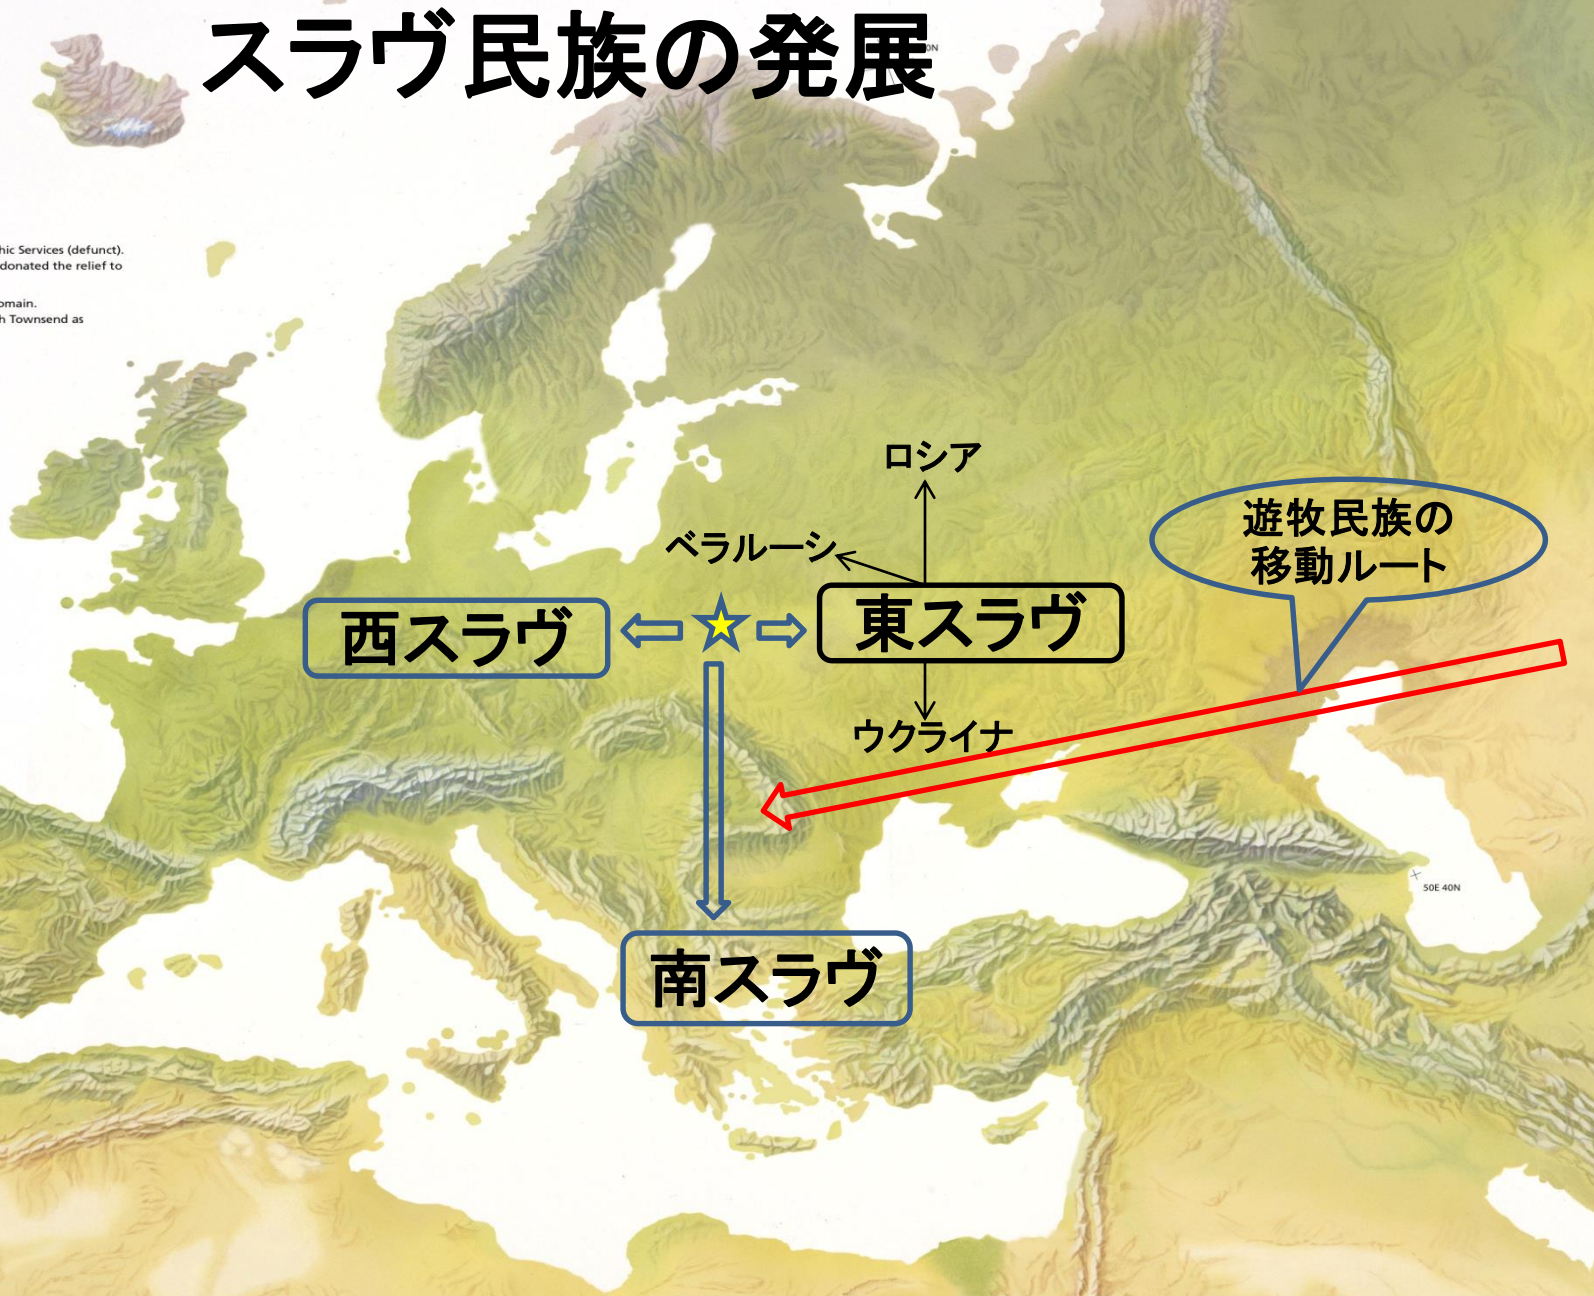 スラヴ民族の発展
0N
hic Services (defunct).
donated the relief to
omain.
h Townsend as
ロシア
ベラルーシ
遊牧民族の
移動ルート
西スラヴ
東スラヴ
ウクライナ
50E 40N
南スラヴ